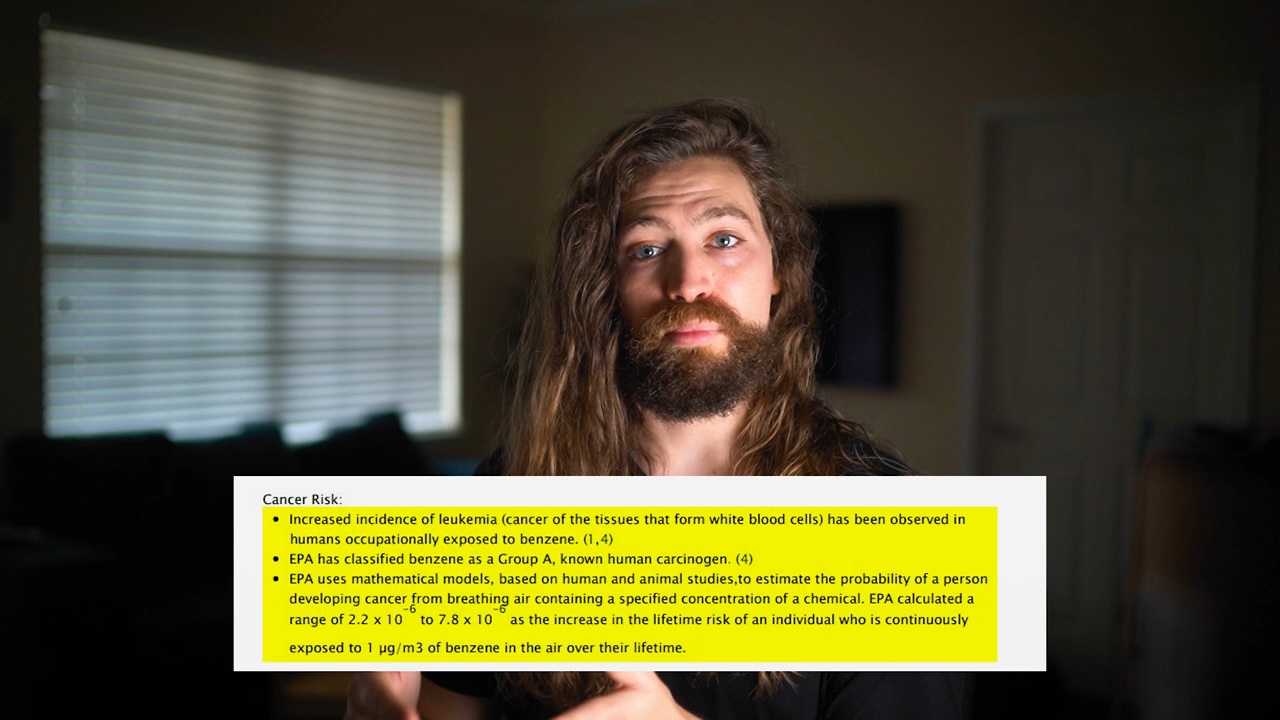 Cancer Risk:
• Increased incidence of leukemia (cancer of the tissues that form white blood cells) has been observed in
humans occupationally exposed to benzene. (1,4)
• EPA has classified benzene as a Group A, known human carcinogen. (4)
• EPA uses mathematical models, based on human and animal studies,to estimate the probability of a person
developing cancer from breathing air containing a specified concentration of a chemical. EPA calculated a
range of 2.2 x 10⁻⁶ to 7.8 x 10⁻⁶ as the increase in the lifetime risk of an individual who is continuously
exposed to 1 µg/m3 of benzene in the air over their lifetime.